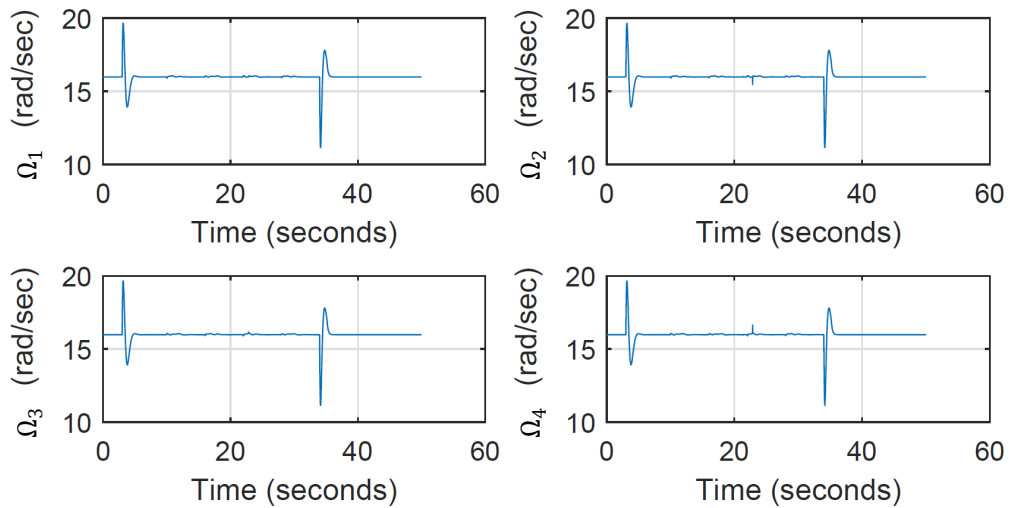 Ω1 (rad/sec)
20
15
10
0 20 40 60
Time (seconds)
Ω2 (rad/sec)
20
15
10
0 20 40 60
Time (seconds)
Ω3 (rad/sec)
20
15
10
0 20 40 60
Time (seconds)
Ω4 (rad/sec)
20
15
10
0 20 40 60
Time (seconds)